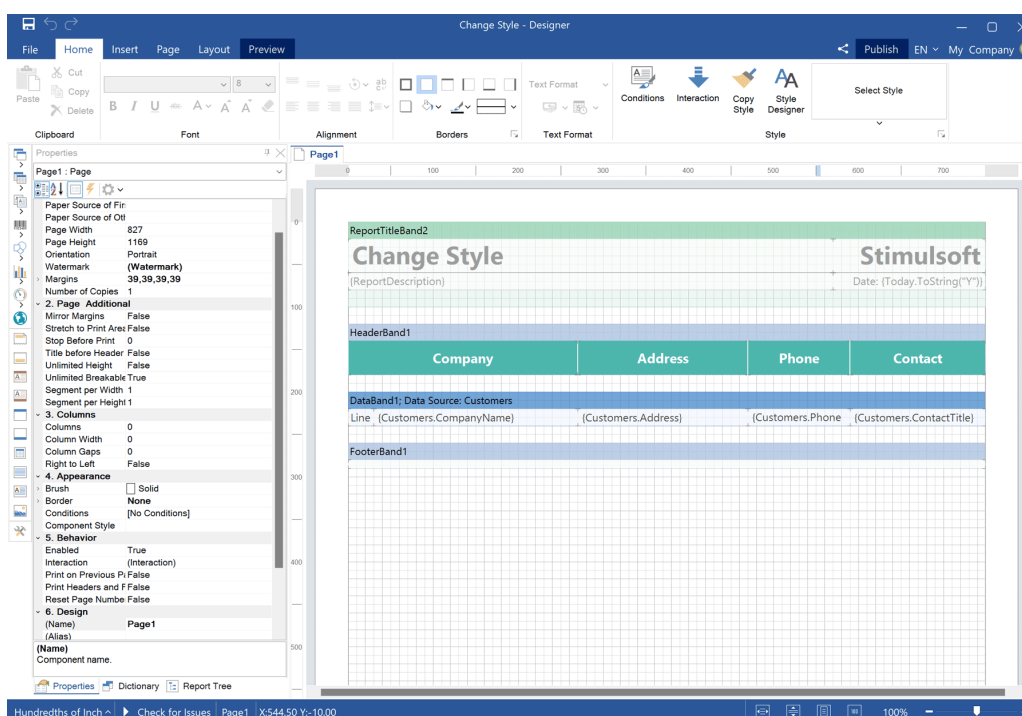 Change Style - Designer
File Home Insert Page Layout Preview Publish EN My Company
Paste
Cut
Copy
Delete
8
B I U
Text Format
Conditions
Interaction
Copy Style
Style Designer
Select Style
Clipboard Font Alignment Borders Text Format Style
Properties
Page1 : Page
Paper Source of Fir
Paper Source of Oth
Page Width 827
Page Height 1169
Orientation Portrait
Watermark (Watermark)
Margins 39,39,39,39
Number of Copies 1
2. Page Additional
Mirror Margins False
Stretch to Print Area False
Stop Before Print 0
Title before Header False
Unlimited Height False
Unlimited Breakable True
Segment per Width 1
Segment per Height 1
3. Columns
Columns 0
Column Width 0
Column Gaps 0
Right to Left False
4. Appearance
Brush Solid
Border None
Conditions [No Conditions]
Component Style
5. Behavior
Enabled True
Interaction (Interaction)
Print on Previous Pa False
Print Headers and F False
Reset Page Numbe False
6. Design
(Name) Page1
(Alias)
(Name)
Component name.
Properties Dictionary Report Tree
Page1
0 100 200 300 400 500 600 700
0
100
200
300
400
500
ReportTitleBand2
Change Style Stimulsoft
{ReportDescription} Date: {Today.ToString("Y")}
HeaderBand1
Company Address Phone Contact
DataBand1; Data Source: Customers
Line {Customers.CompanyName} {Customers.Address} {Customers.Phone {Customers.ContactTitle}
FooterBand1
Hundredths of Inch Check for Issues Page1 X:544.50 Y:-10.00 100%